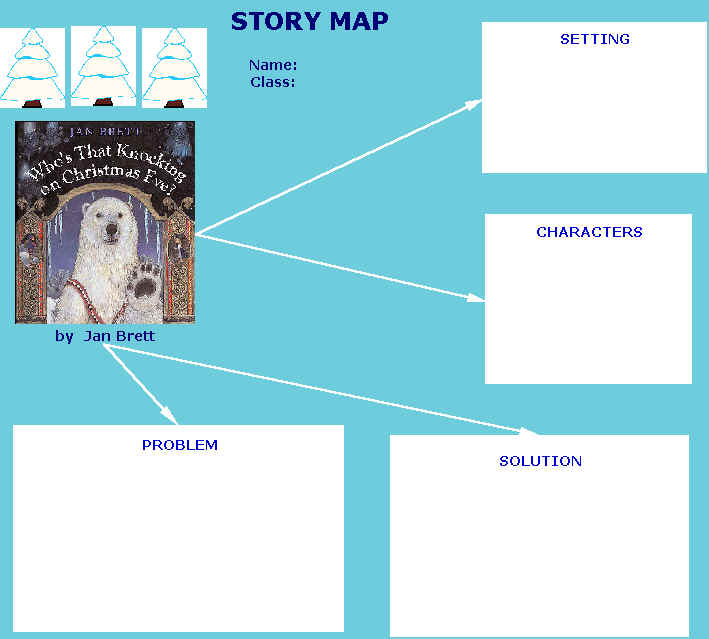 STORY MAP
Name:
Class:
SETTING
JAN BRETT
Who's That Knocking
on Christmas Eve?
CHARACTERS
by Jan Brett
PROBLEM
SOLUTION